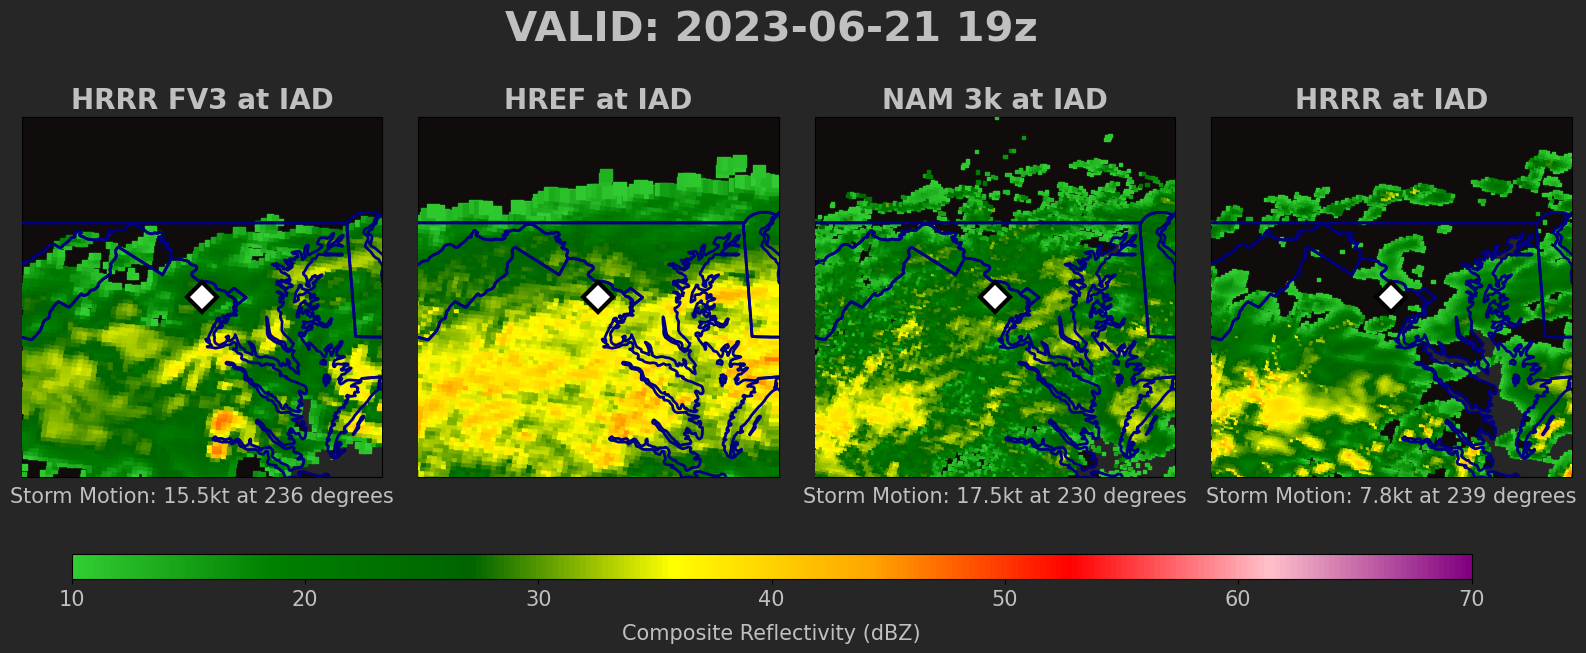 VALID: 2023-06-21 19z
HRRR FV3 at IAD
HREF at IAD
NAM 3k at IAD
HRRR at IAD
Storm Motion: 15.5kt at 236 degrees
Storm Motion: 17.5kt at 230 degrees
Storm Motion: 7.8kt at 239 degrees
10 20 30 40 50 60 70
Composite Reflectivity (dBZ)